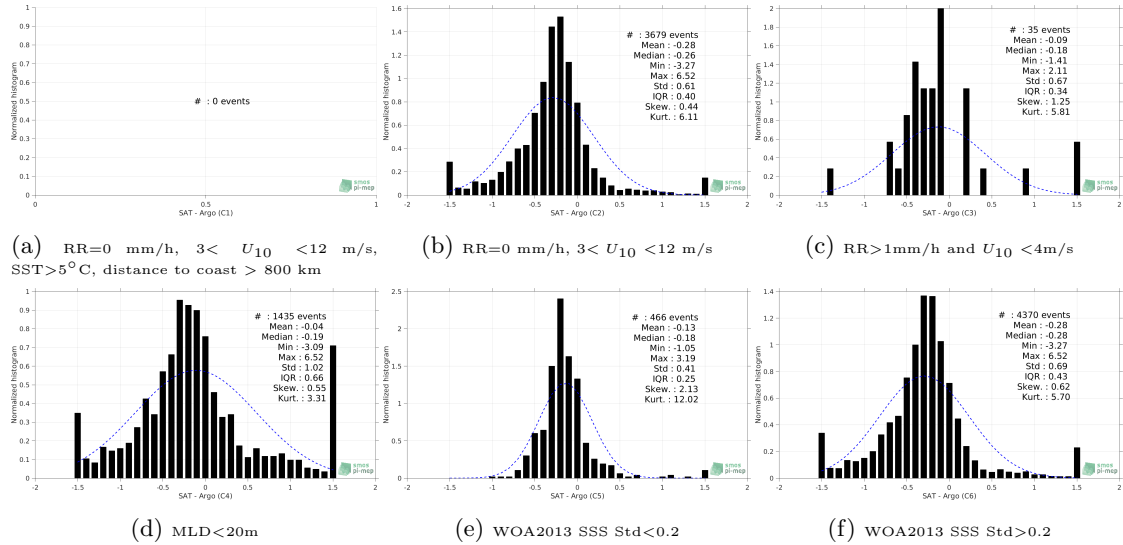 Normalized histogram
# : 0 events
0
0.1
0.2
0.3
0.4
0.5
0.6
0.7
0.8
0.9
1
0
0.5
1
SAT - Argo (C1)
smos
pi-mep
(a) RR=0 mm/h, 3< U10 <12 m/s,
SST>5°C, distance to coast > 800 km
Normalized histogram
# : 3679 events
Mean : -0.28
Median : -0.26
Min : -3.27
Max : 6.52
Std : 0.61
IQR : 0.40
Skew. : 0.44
Kurt. : 6.11
0
0.2
0.4
0.6
0.8
1
1.2
1.4
1.6
-2
-1.5
-1
-0.5
0
0.5
1
1.5
2
SAT - Argo (C2)
smos
pi-mep
(b) RR=0 mm/h, 3< U10 <12 m/s
Normalized histogram
# : 35 events
Mean : -0.09
Median : -0.18
Min : -1.41
Max : 2.11
Std : 0.67
IQR : 0.34
Skew. : 1.25
Kurt. : 5.81
0
0.2
0.4
0.6
0.8
1
1.2
1.4
1.6
1.8
2
-2
-1.5
-1
-0.5
0
0.5
1
1.5
2
SAT - Argo (C3)
smos
pi-mep
(c) RR>1mm/h and U10 <4m/s
Normalized histogram
# : 1435 events
Mean : -0.04
Median : -0.19
Min : -3.09
Max : 6.52
Std : 1.02
IQR : 0.66
Skew. : 0.55
Kurt. : 3.31
0
0.1
0.2
0.3
0.4
0.5
0.6
0.7
0.8
0.9
1
-2
-1.5
-1
-0.5
0
0.5
1
1.5
2
SAT - Argo (C4)
smos
pi-mep
(d) MLD<20m
Normalized histogram
# : 466 events
Mean : -0.13
Median : -0.18
Min : -1.05
Max : 3.19
Std : 0.41
IQR : 0.25
Skew. : 2.13
Kurt. : 12.02
0
0.5
1
1.5
2
2.5
-2
-1.5
-1
-0.5
0
0.5
1
1.5
2
SAT - Argo (C5)
smos
pi-mep
(e) WOA2013 SSS Std<0.2
Normalized histogram
# : 4370 events
Mean : -0.28
Median : -0.28
Min : -3.27
Max : 6.52
Std : 0.69
IQR : 0.43
Skew. : 0.62
Kurt. : 5.70
0
0.2
0.4
0.6
0.8
1
1.2
1.4
-2
-1.5
-1
-0.5
0
0.5
1
1.5
2
SAT - Argo (C6)
smos
pi-mep
(f) WOA2013 SSS Std>0.2